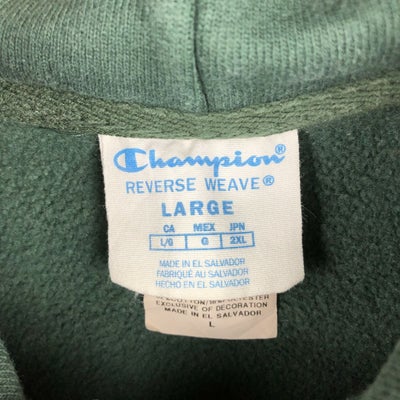 Champion®
REVERSE WEAVE®
LARGE
CA MEX JPN
L/G G 2XL
MADE IN EL SALVADOR
FABRIQUÉ AU SALVADOR
HECHO EN EL SALVADOR
EXCLUSIVE OF DECORATION
MADE IN EL SALVADOR
L